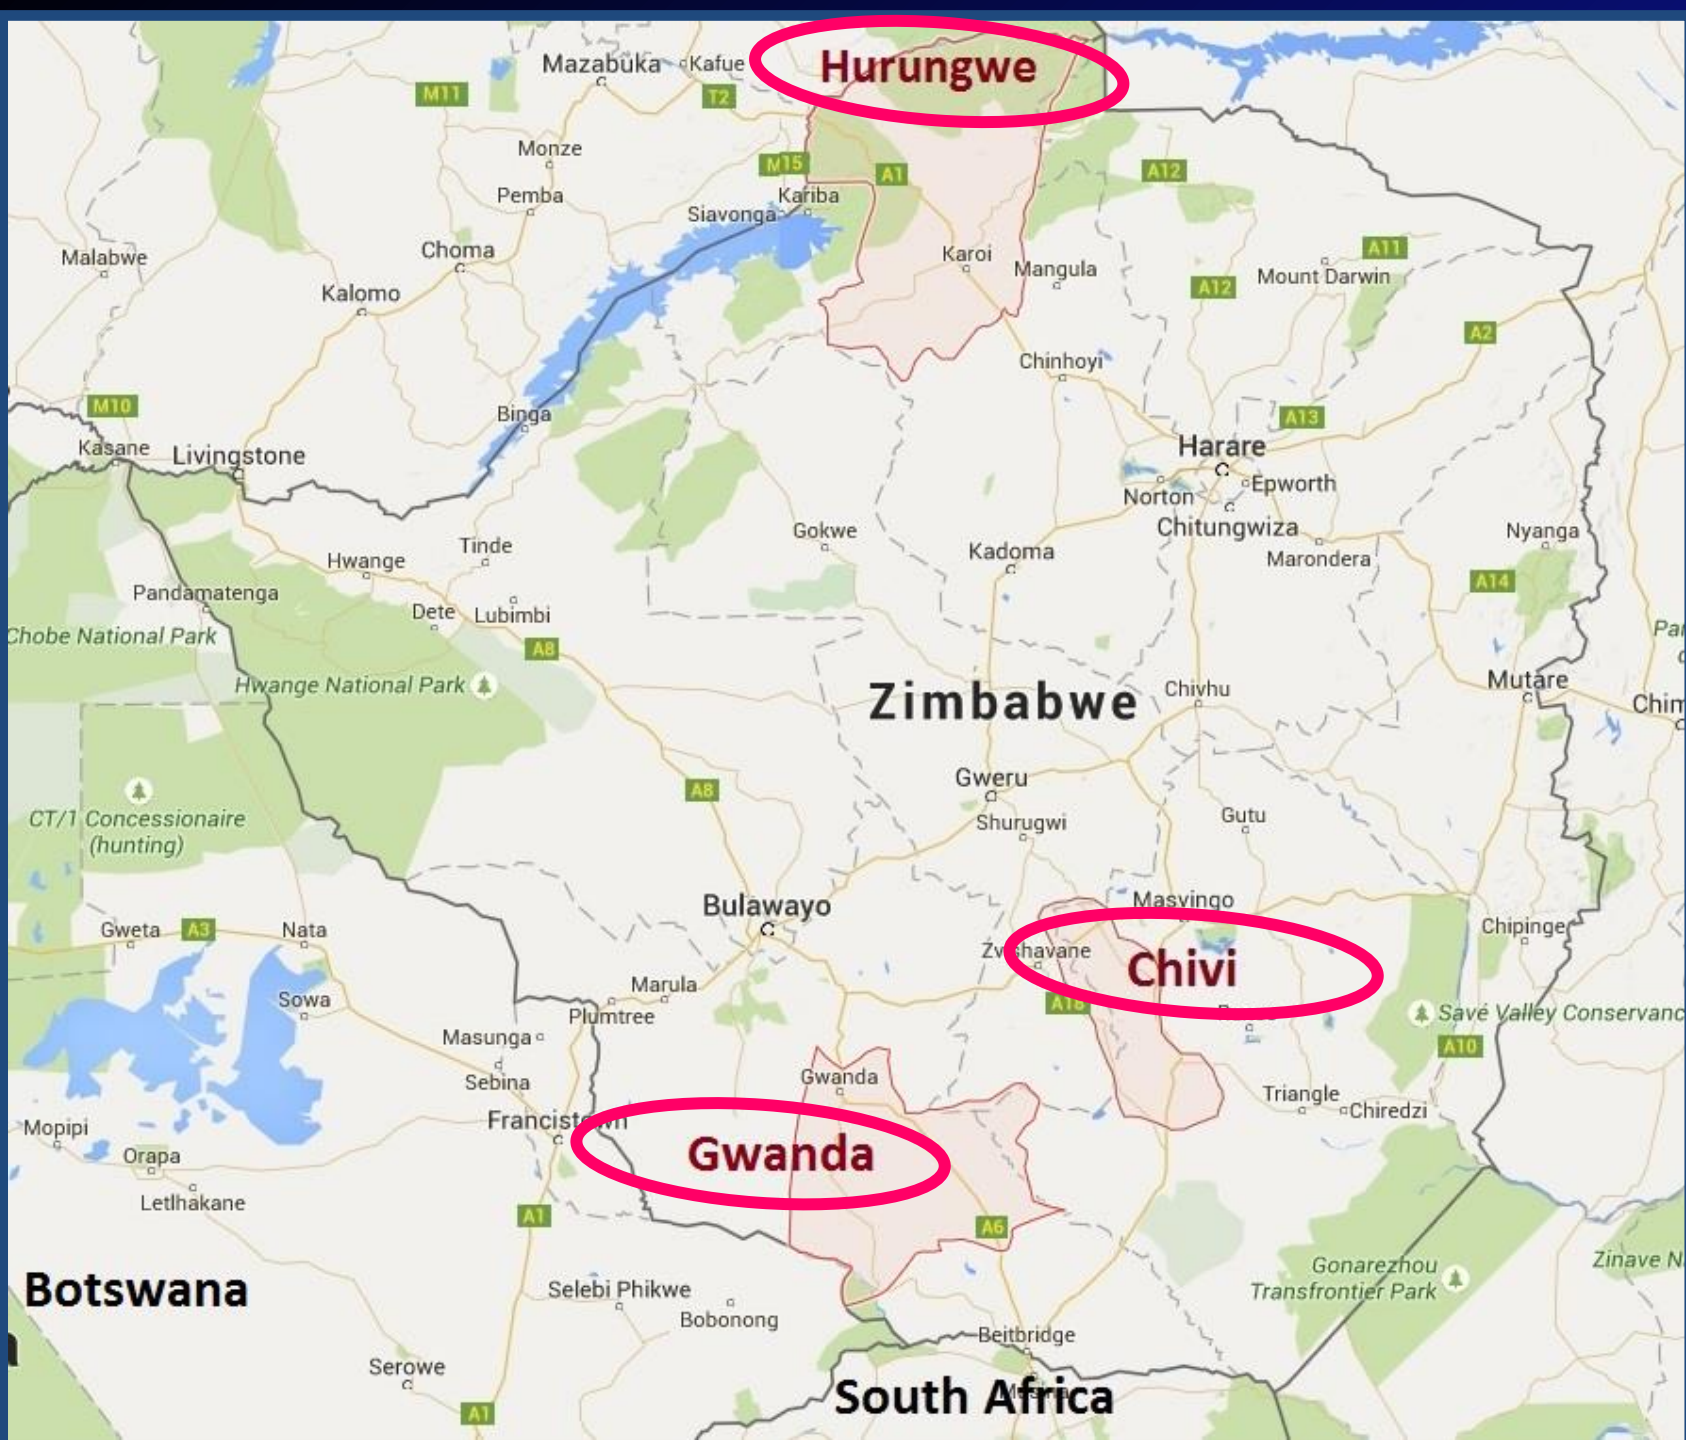 Mazabuka
Kafue
Hurungwe
M11
T2
Monze
M15
A1
A12
Pemba
Kariba
Siavonga
Choma
Malabwe
Karoi
Mangula
A11
Mount Darwin
A12
Kalomo
A2
Chinhoyi
M10
Binga
A13
Kasane
Livingstone
Harare
Epworth
Norton
Chitungwiza
Gokwe
Nyanga
Tinde
Kadoma
Hwange
Marondera
A14
Pandamatenga
Dete
Lubimbi
Chobe National Park
A8
Hwange National Park
Zimbabwe
Chivhu
Mutare
Gweru
A8
CT/1 Concessionaire
(hunting)
Shurugwi
Gutu
Bulawayo
Masvingo
Gweta
A3
Nata
Chipinge
Zvishavane
Chivi
Marula
Sowa
A18
Plumtree
Savé Valley
Masunga
A10
Sebina
Gwanda
Triangle
Chiredzi
Francistown
Mopipi
Gwanda
Orapa
Letlhakane
A1
A6
Gonarezhou
Transfrontier Park
Botswana
Selebi Phikwe
Bobonong
Beitbridge
Serowe
South Africa
A1